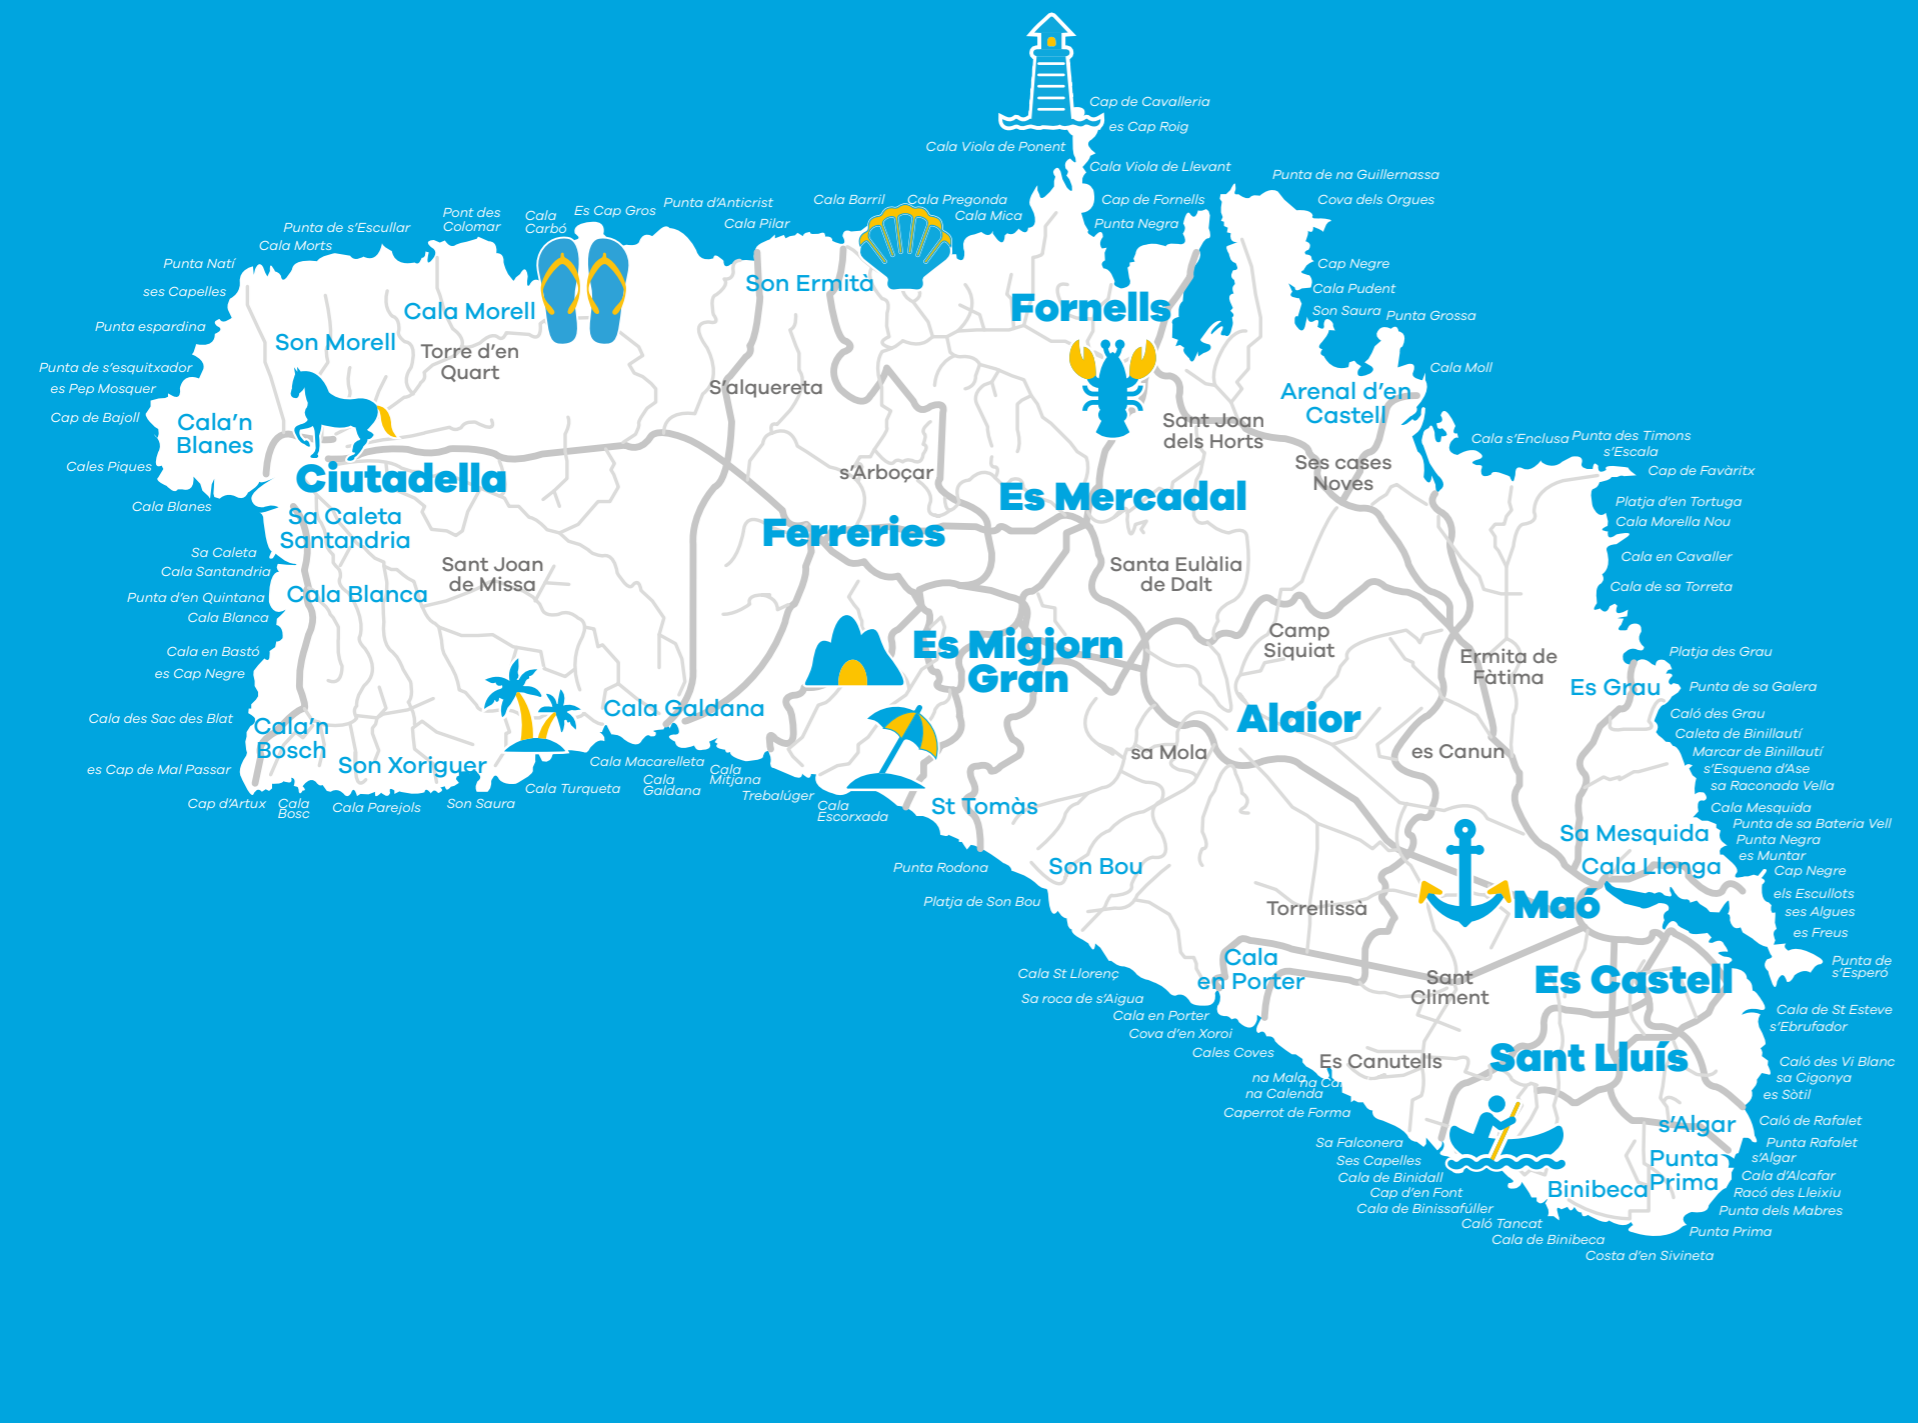 Cap de Cavalleria
es Cap Roig
Cala Viola de Ponent
Cala Viola de Llevant
Punta de na Guillernassa
Cova dels Orgues
Cap de Fornells
Punta Negra
Cala Barril
Cala Pregonda
Cala Mica
Punta d'Anticrist
Cala Pilar
Es Cap Gros
Cala
Carbó
Pont des
Colomar
Punta de s'Escullar
Cala Morts
Punta Natí
ses Capelles
Punta espardina
Punta de s'esquitxador
es Pep Mosquer
Cap de Bajoll
Cales Piques
Cala Blanes
Son Ermità
Cala Morell
Son Morell
Torre d'en
Quart
S'alquereta
Fornells
Cap Negre
Cala Pudent
Son Saura
Punta Grossa
Cala Moll
Arenal d'en
Castell
Sant Joan
dels Horts
Ses cases
Noves
Cala s'Enclusa
Punta des Timons
s'Escala
Cap de Favàritx
Platja d'en Tortuga
Cala Morella Nou
Cala en Cavaller
Cala de sa Torreta
Cala'n
Blanes
Ciutadella
s'Arboçar
Es Mercadal
Ferreries
Sa Caleta
Santandria
Sa Caleta
Cala Santandria
Punta d'en Quintana
Cala Blanca
Cala Blanca
Sant Joan
de Missa
Santa Eulàlia
de Dalt
Cala en Bastó
es Cap Negre
Cala des Sac des Blat
Es Migjorn
Gran
Camp
Siquiat
Ermita de
Fàtima
Es Grau
Platja des Grau
Punta de sa Galera
Caló des Grau
Caleta de Binillautí
Marcar de Binillautí
s'Esquena d'Ase
sa Raconada Vella
Cala Mesquida
Punta de sa Bateria Vell
Punta Negra
es Muntar
Cap Negre
els Escullots
ses Algues
es Freus
Punta de
s'Esperó
Cala'n
Bosch
Son Xoriguer
Cala Galdana
es Cap de Mal Passar
Cap d'Artux
Cala
Bosc
Cala Parejols
Son Saura
Cala Turqueta
Cala Macarelleta
Cala
Galdana
Cala
Mitjana
Trebalúger
Cala
Escorxada
Alaior
sa Mola
es Canun
St Tomàs
Son Bou
Punta Rodona
Platja de Son Bou
Sa Mesquida
Cala Llonga
Maó
Torrellissà
Cala
en Porter
Sant
Climent
Es Castell
Cala St Llorenç
Sa roca de s'Aigua
Cala en Porter
Cova d'en Xoroi
Cales Coves
Es Canutells
Sant Lluís
Cala de St Esteve
s'Ebrufador
Caló des Vi Blanc
sa Cigonya
es Sòtil
na Mala
na Ca
na Calenda
Caperrot de Forma
Sa Falconera
Ses Capelles
Cala de Binidall
Cap d'en Font
Cala de Binissafúller
Caló Tancat
Cala de Binibeca
Costa d'en Sivineta
s'Algar
Punta
Prima
Binibeca
Caló de Rafalet
Punta Rafalet
s'Algar
Cala d'Alcafar
Racó des Lleixiu
Punta dels Mabres
Punta Prima